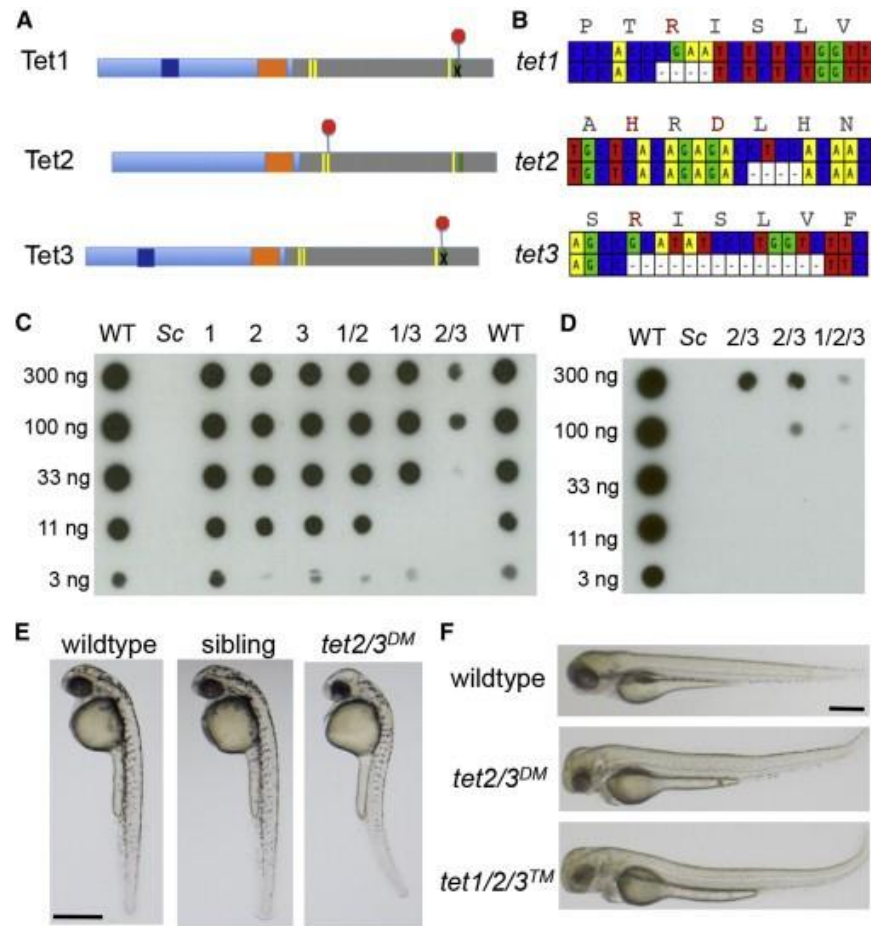 A
B
P T R I S L V
Tet1
tet1
X
A H R D L H N
Tet2
tet2
S R I S L V F
Tet3
tet3
X
C
WT Sc 1 2 3 1/2 1/3 2/3 WT
300 ng
100 ng
33 ng
11 ng
3 ng
D
WT Sc 2/3 2/3 1/2/3
300 ng
100 ng
33 ng
11 ng
3 ng
E
wildtype sibling tet2/3DM
F
wildtype
tet2/3DM
tet1/2/3TM